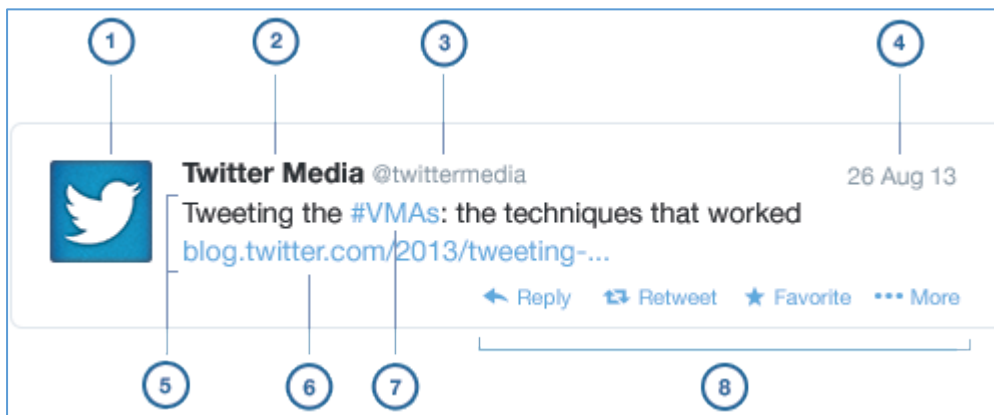 1 2 3 4
Twitter Media @twittermedia 26 Aug 13
Tweeting the #VMAs: the techniques that worked
blog.twitter.com/2013/tweeting-...
Reply Retweet Favorite ••• More
5 6 7 8